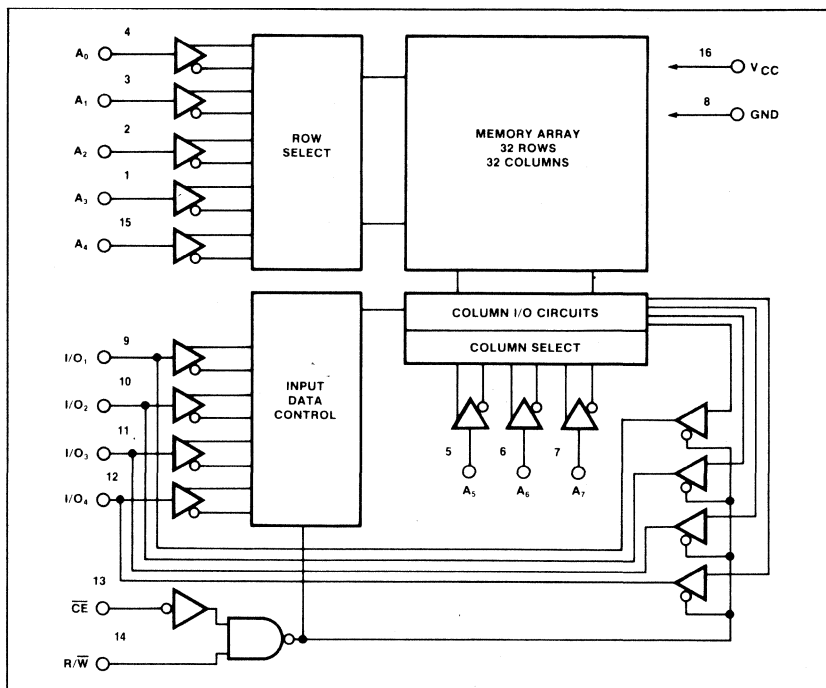 4
A₀
3
A₁
2
A₂
1
A₃
15
A₄
ROW
SELECT
MEMORY ARRAY
32 ROWS
32 COLUMNS
16
V_CC
8
GND
COLUMN I/O CIRCUITS
COLUMN SELECT
9
I/O₁
10
I/O₂
11
I/O₃
12
I/O₄
INPUT
DATA
CONTROL
5 6 7
A₅ A₆ A₇
13
C̅E̅
14
R/W̅